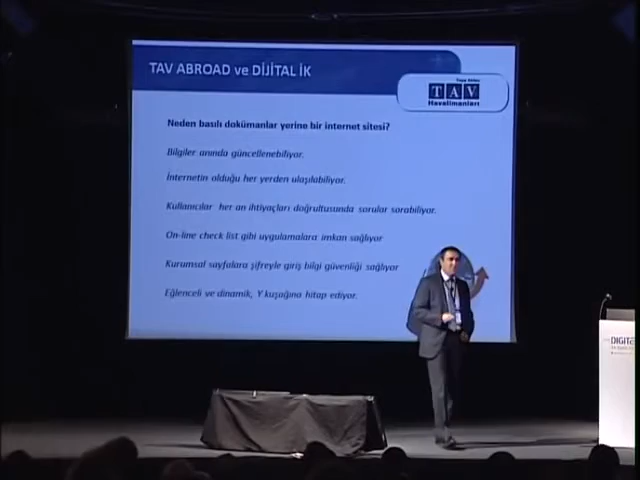 TAV ABROAD ve DİJİTAL İK
TAV
Havalimanları
Neden basılı dokümanlar yerine bir internet sitesi?
Bilgiler anında güncellenebiliyor.
İnternetin olduğu her yerden ulaşılabiliyor.
Kullanıcılar her an ihtiyaçları doğrultusunda sorular sorabiliyor.
On-line check list gibi uygulamalara imkan sağlıyor
Kurumsal sayfalara şifreyle giriş bilgi güvenliği sağlıyor
Eğlenceli ve dinamik, Y kuşağına hitap ediyor.
DIGIT